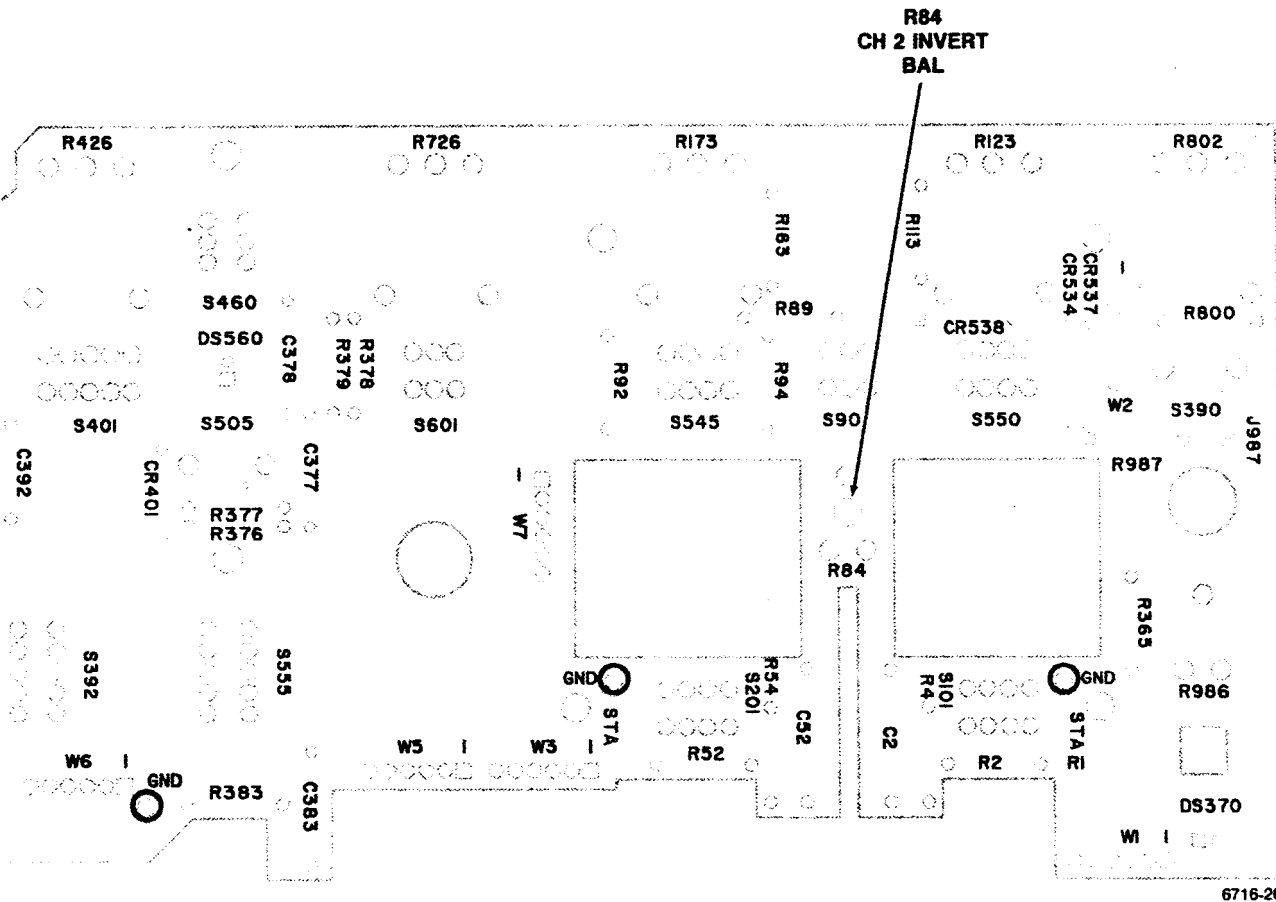 R84
CH 2 INVERT
BAL
R426
R726
R173
R123
R802
R163
R113
CR537
CR534
I
S460
R89
R800
DS560
CR538
C378
R379
R378
R92
R94
W2
S390
S401
S505
S601
S545
S90
S550
J987
C392
CR401
C377
R987
I
W7
R377
R376
R84
R365
S392
S555
GND
STA
R54
S201
C52
C2
S101
R4
GND
STA
R986
W5 I
W3 I
R52
R2
R1
W6 I
GND
R383
C383
DS370
W1 I